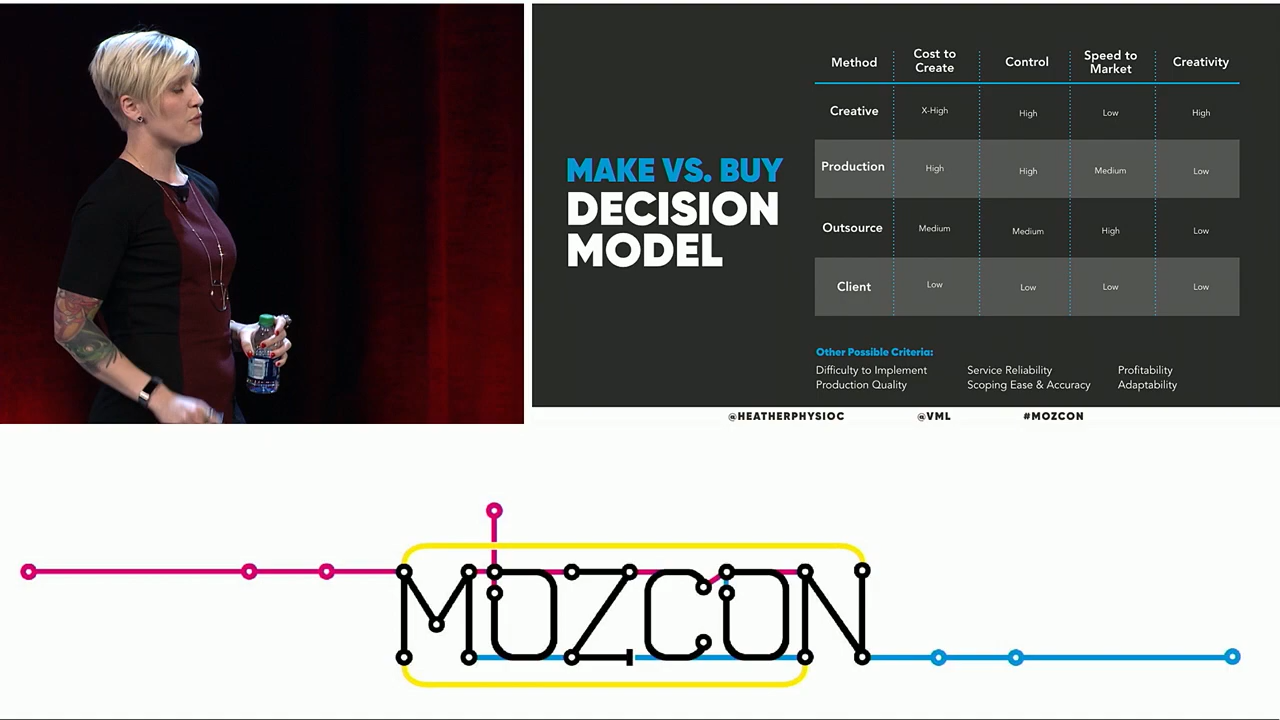 MAKE VS. BUY
DECISION
MODEL
Method Cost to Create Control Speed to Market Creativity
Creative X-High High Low High
Production High High Medium Low
Outsource Medium Medium High Low
Client Low Low Low Low
Other Possible Criteria:
Difficulty to Implement Service Reliability Profitability
Production Quality Scoping Ease & Accuracy Adaptability
@HEATHERPHYSIOC @VML #MOZCON
MOZCON